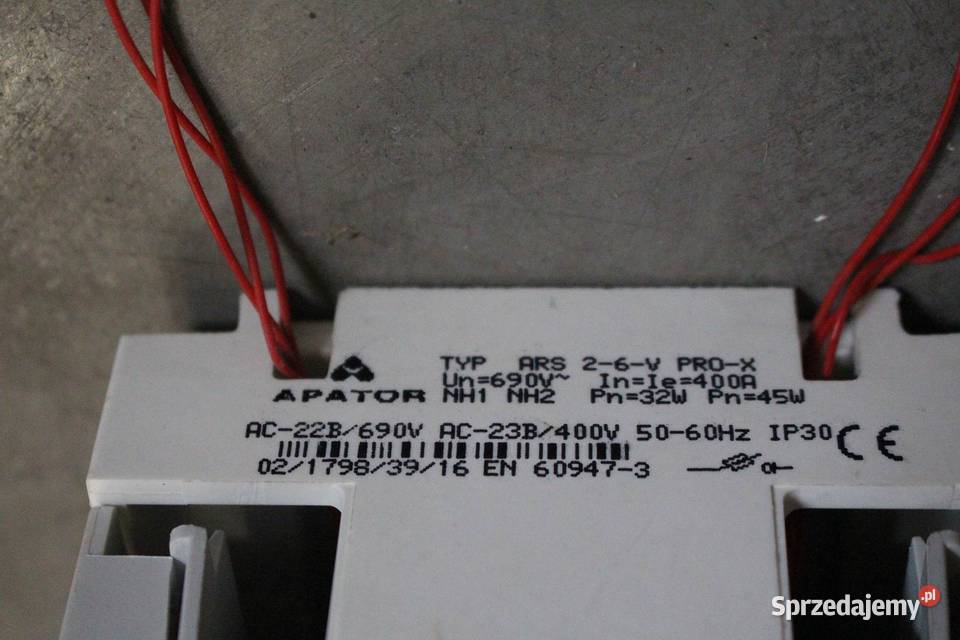 APATOR
TYP ARS 2-6-V PRO-X
Un=690V~ In=Ie=400A
NH1 NH2 Pn=32W Pn=45W
AC-22B/690V AC-23B/400V 50-60Hz IP30 CE
02/1798/39/16 EN 60947-3
Sprzedajemy.pl